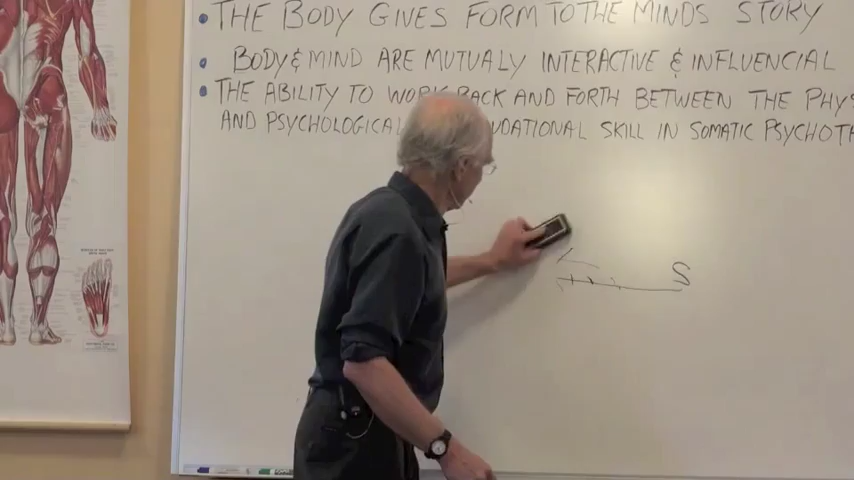 • THE BODY GIVES FORM TO THE MINDS STORY
• BODY & MIND ARE MUTUALY INTERACTIVE & INFLUENCIAL
• THE ABILITY TO WORK BACK AND FORTH BETWEEN THE PHYS
AND PSYCHOLOGICAL UDATIONAL SKILL IN SOMATIC PSYCHOTH
S